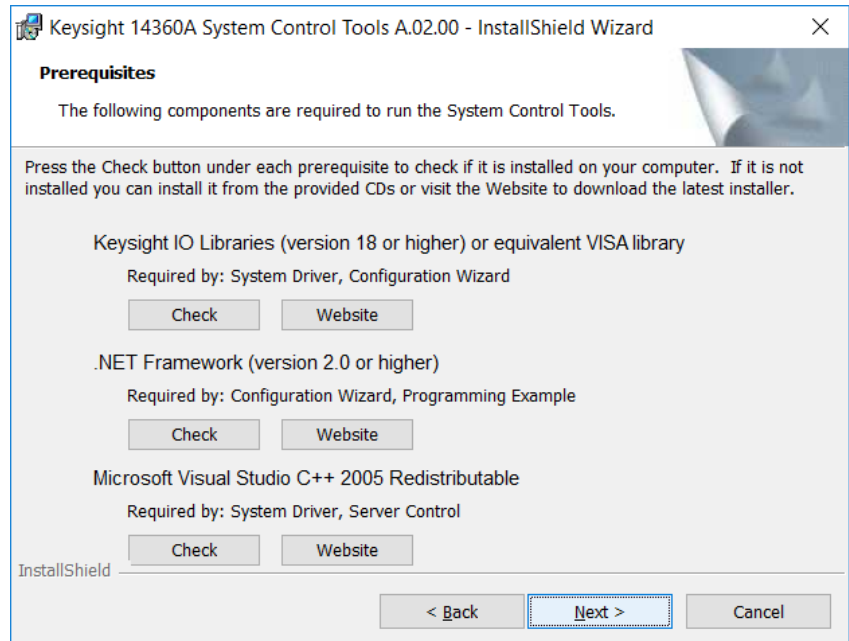 Keysight 14360A System Control Tools A.02.00 - InstallShield Wizard
Prerequisites
The following components are required to run the System Control Tools.
Press the Check button under each prerequisite to check if it is installed on your computer.  If it is not
installed you can install it from the provided CDs or visit the Website to download the latest installer.
Keysight IO Libraries (version 18 or higher) or equivalent VISA library
Required by: System Driver, Configuration Wizard
Check Website
.NET Framework (version 2.0 or higher)
Required by: Configuration Wizard, Programming Example
Check Website
Microsoft Visual Studio C++ 2005 Redistributable
Required by: System Driver, Server Control
Check Website
InstallShield
< Back Next > Cancel